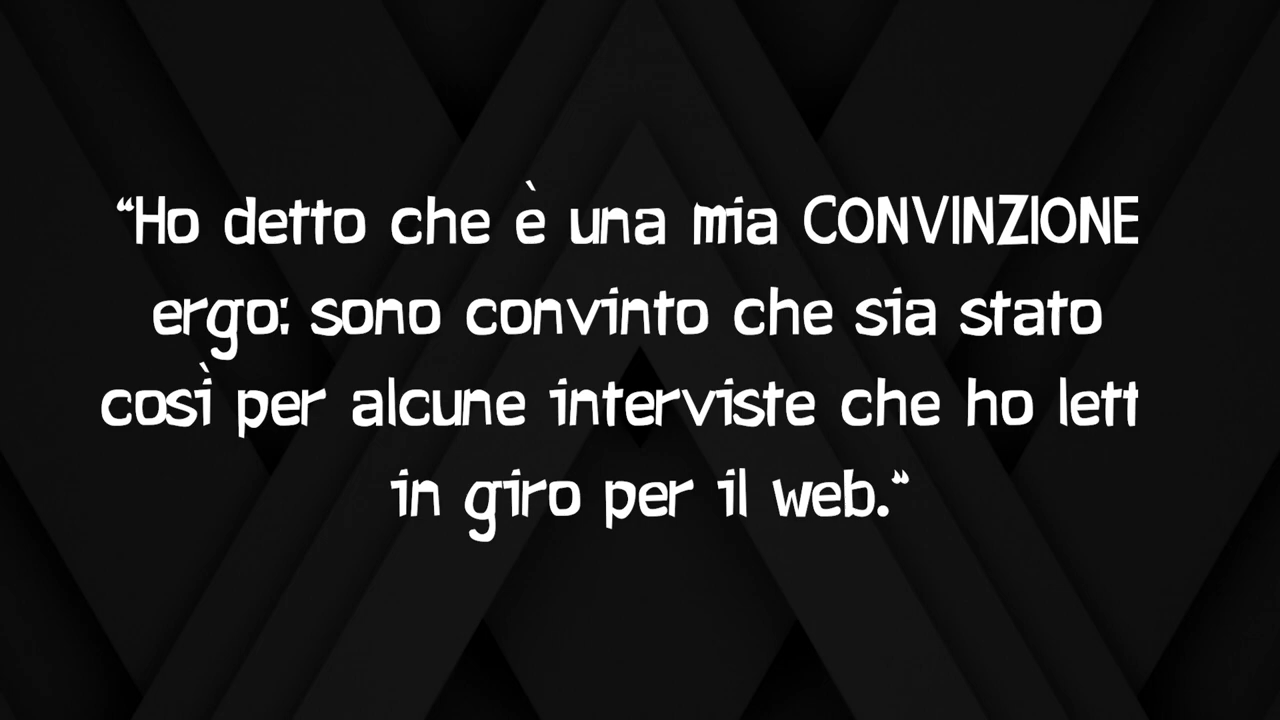 “Ho detto che è una mia CONVINZIONE
ergo: sono convinto che sia stato
così per alcune interviste che ho lett
in giro per il web.”